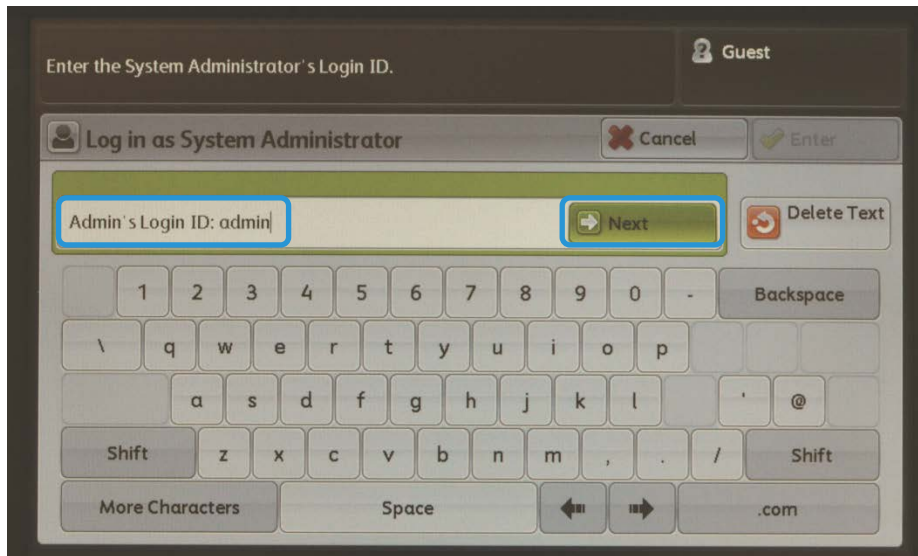 Guest
Enter the System Administrator's Login ID.
Log in as System Administrator
Cancel
Enter
Admin's Login ID: admin
Next
Delete Text
1 2 3 4 5 6 7 8 9 0 - Backspace
\ q w e r t y u i o p
a s d f g h j k l ' @
Shift z x c v b n m , . / Shift
More Characters Space .com